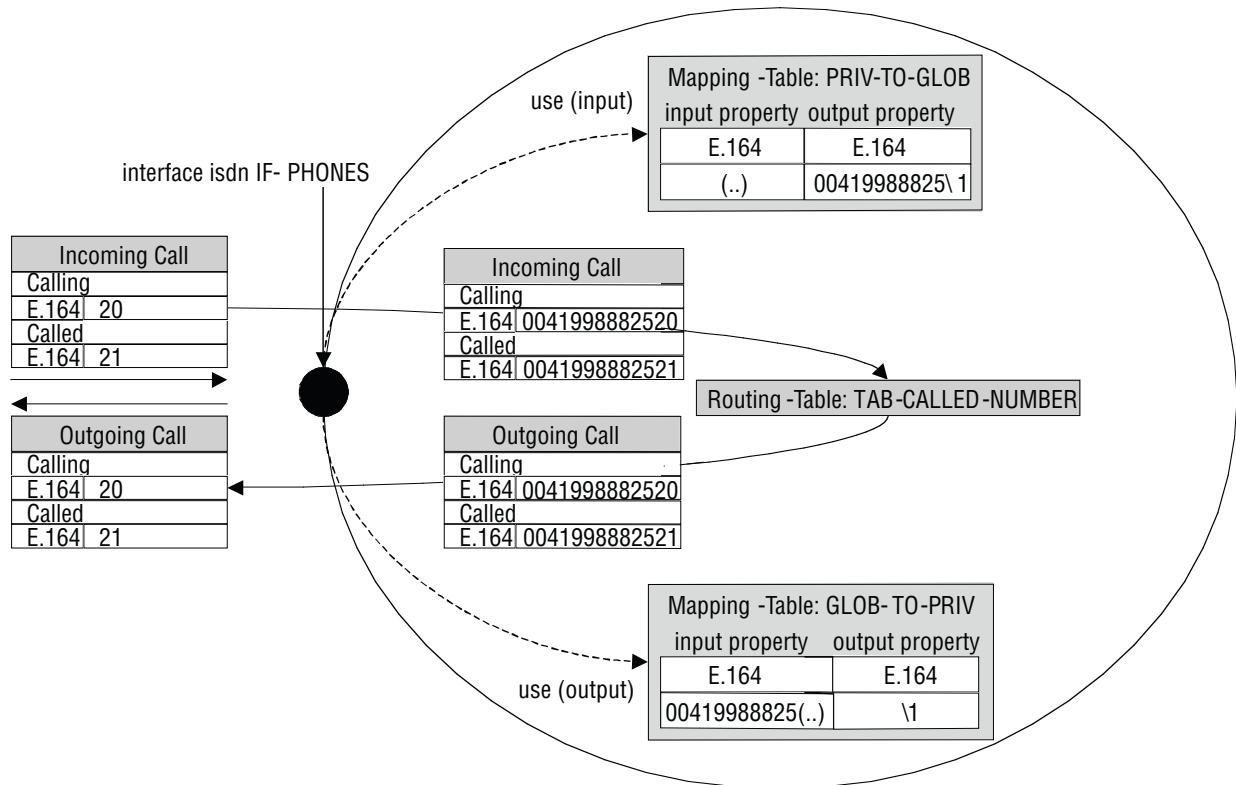 Mapping -Table: PRIV-TO-GLOB
input property output property
E.164 E.164
(..) 00419988825\ 1
use (input)
interface isdn IF- PHONES
Incoming Call
Calling
E.164 20
Called
E.164 21
Incoming Call
Calling
E.164 0041998882520
Called
E.164 0041998882521
Routing -Table: TAB-CALLED-NUMBER
Outgoing Call
Calling
E.164 20
Called
E.164 21
Outgoing Call
Calling
E.164 0041998882520
Called
E.164 0041998882521
Mapping -Table: GLOB- TO-PRIV
input property output property
E.164 E.164
00419988825(..) \1
use (output)